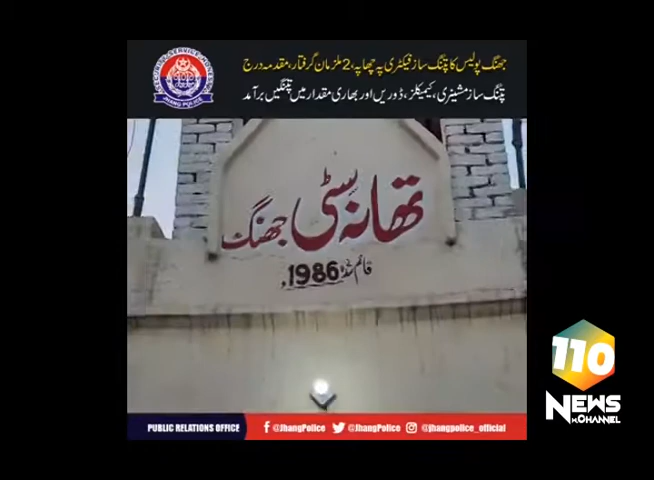 جھنگ پولیس کا پتنگ ساز فیکٹری پہ چھاپہ، 2 ملزمان گرفتار، مقدمہ درج
پتنگ ساز مشینری، کیمیکلز، ڈوریں اور بھاری مقدار میں پتنگیں برآمد
JHANG POLICE
تھانہ سٹی جھنگ
قائم شدہ 1986ء
110
NEWS
CHANNEL
PUBLIC RELATIONS OFFICE
@JhangPolice
@JhangPolice
@jhangpolice_official